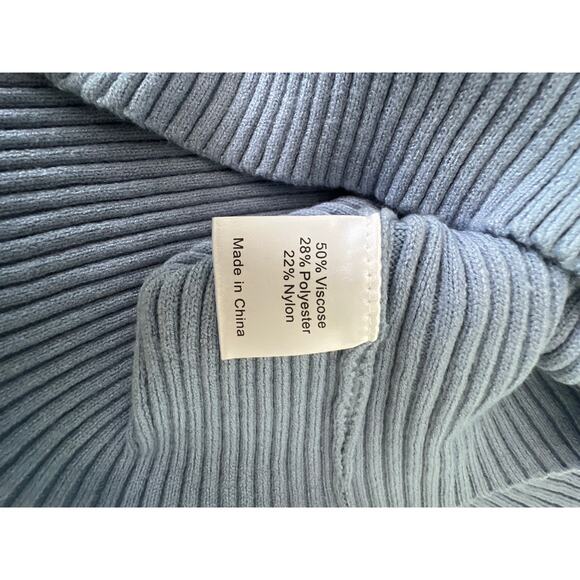 50% Viscose
28% Polyester
22% Nylon
Made in China